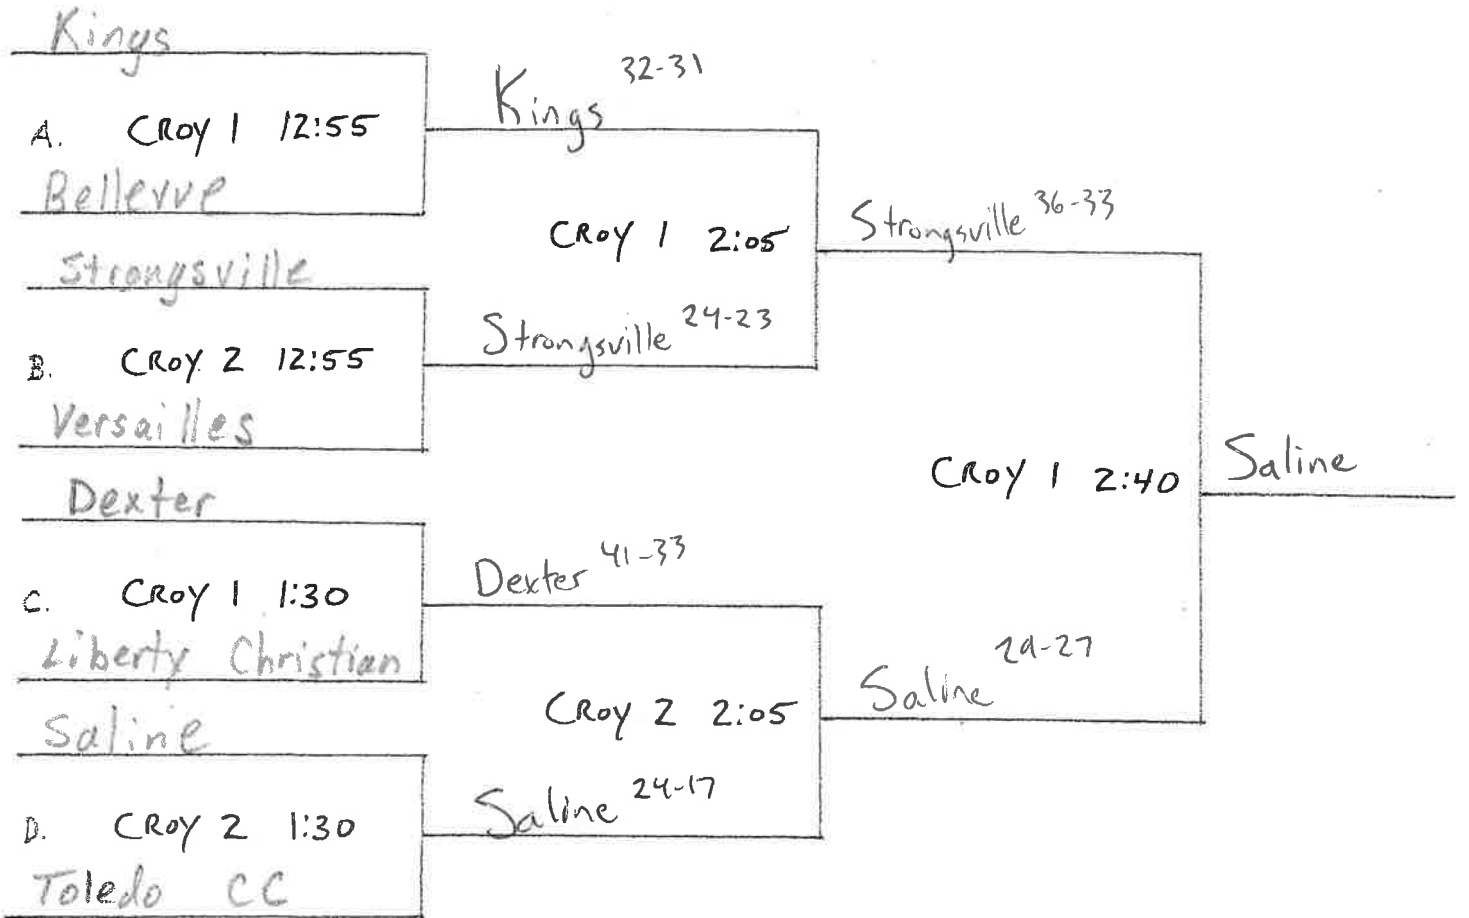 Kings
32-31
Kings
A. CROY 1 12:55
Bellevue
CROY 1 2:05
Strongsville 36-33
Strongsville
Strongsville 24-23
B. CROY 2 12:55
Versailles
CROY 1 2:40
Saline
Dexter
Dexter 41-33
C. CROY 1 1:30
Liberty Christian
CROY 2 2:05
Saline 29-27
Saline
Saline 24-17
D. CROY 2 1:30
Toledo CC